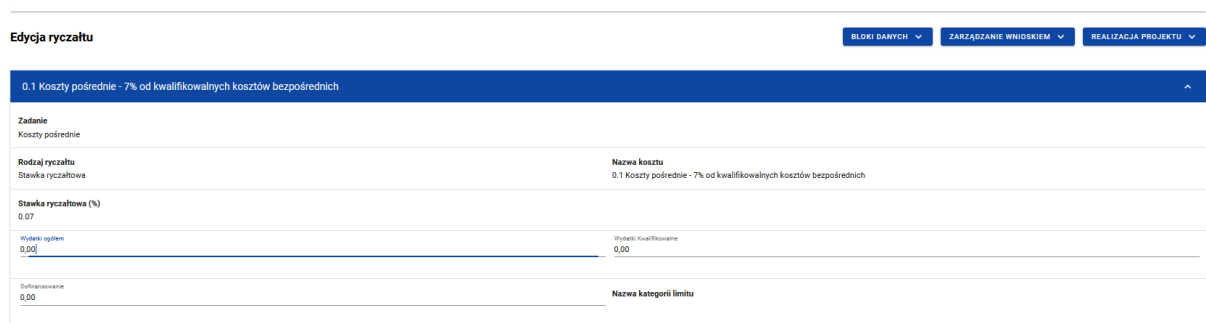 Edycja ryczałtu
BLOKI DANYCH
ZARZĄDZANIE WNIOSKIEM
REALIZACJA PROJEKTU
0.1 Koszty pośrednie - 7% od kwalifikowalnych kosztów bezpośrednich
Zadanie
Koszty pośrednie
Rodzaj ryczałtu
Stawka ryczałtowa
Nazwa kosztu
0.1 Koszty pośrednie - 7% od kwalifikowalnych kosztów bezpośrednich
Stawka ryczałtowa (%)
0.07
Wydatki ogółem
0,00
Wydatki Kwalifikowalne
0,00
Dofinansowanie
0,00
Nazwa kategorii limitu